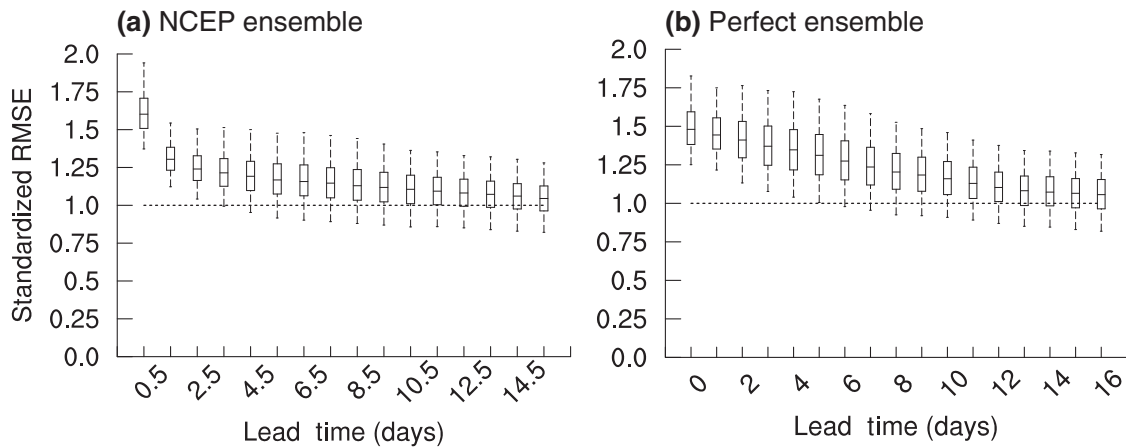 (a) NCEP ensemble
Standardized RMSE
2.0
1.75
1.5
1.25
1.0
0.75
0.5
0.25
0.0
0.5 2.5 4.5 6.5 8.5 10.5 12.5 14.5
Lead time (days)
(b) Perfect ensemble
2.0
1.75
1.5
1.25
1.0
0.75
0.5
0.25
0.0
0 2 4 6 8 10 12 14 16
Lead time (days)